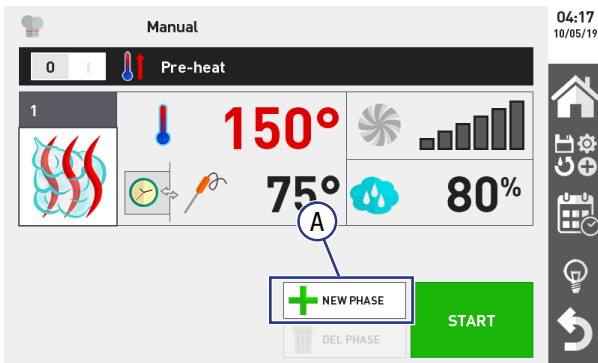 Manual
04:17
10/05/19
0 I Pre-heat
1
150°
75°
80%
A
NEW PHASE
START
DEL PHASE